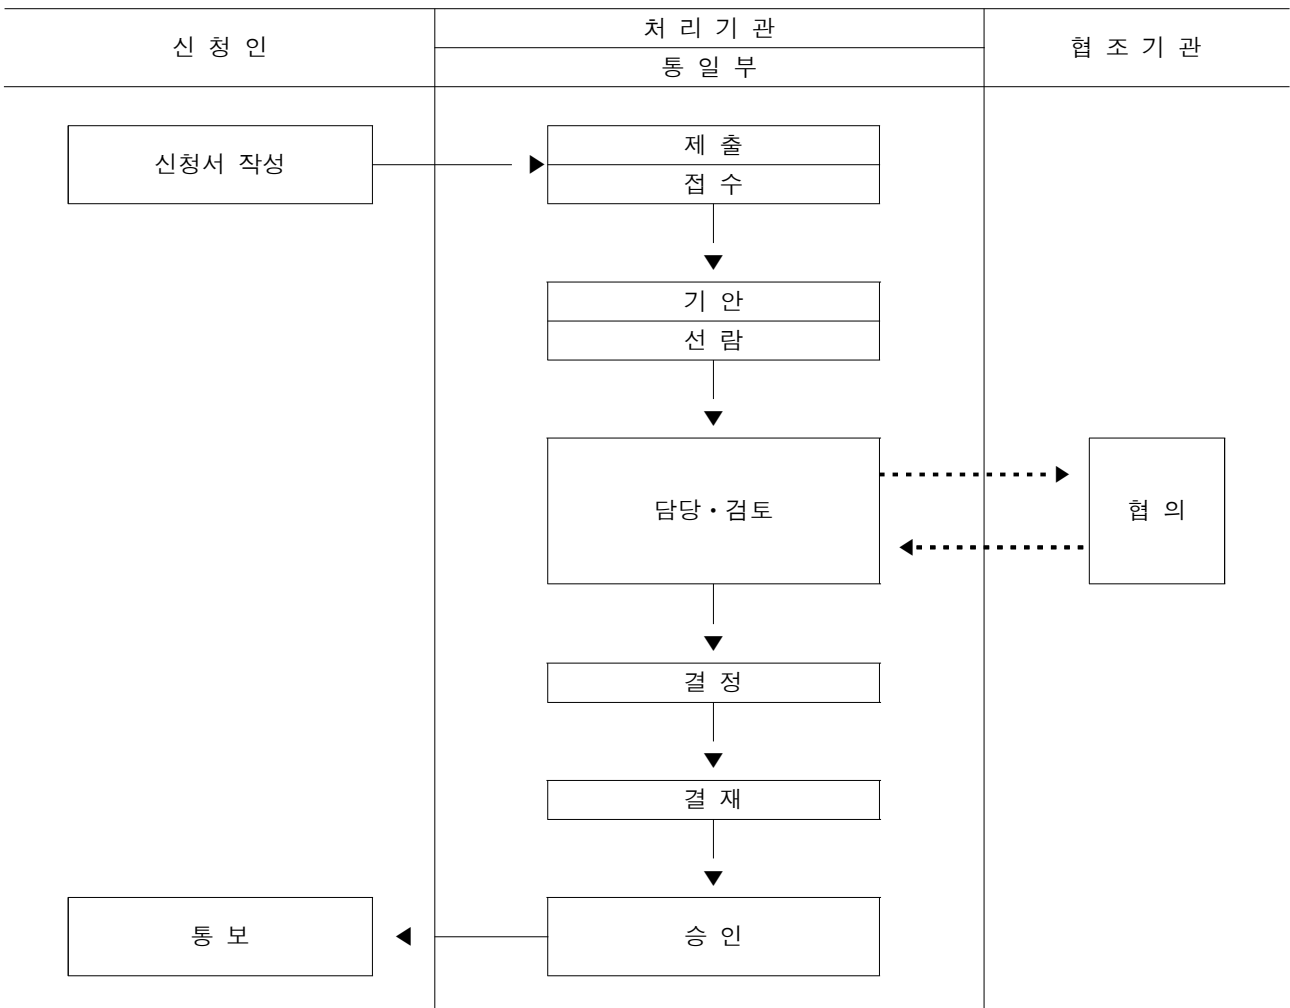 신 청 인
처 리 기 관
통 일 부
협 조 기 관
신청서 작성
제 출
접 수
기 안
선 람
담당·검토
협 의
결 정
결 재
통 보
승 인